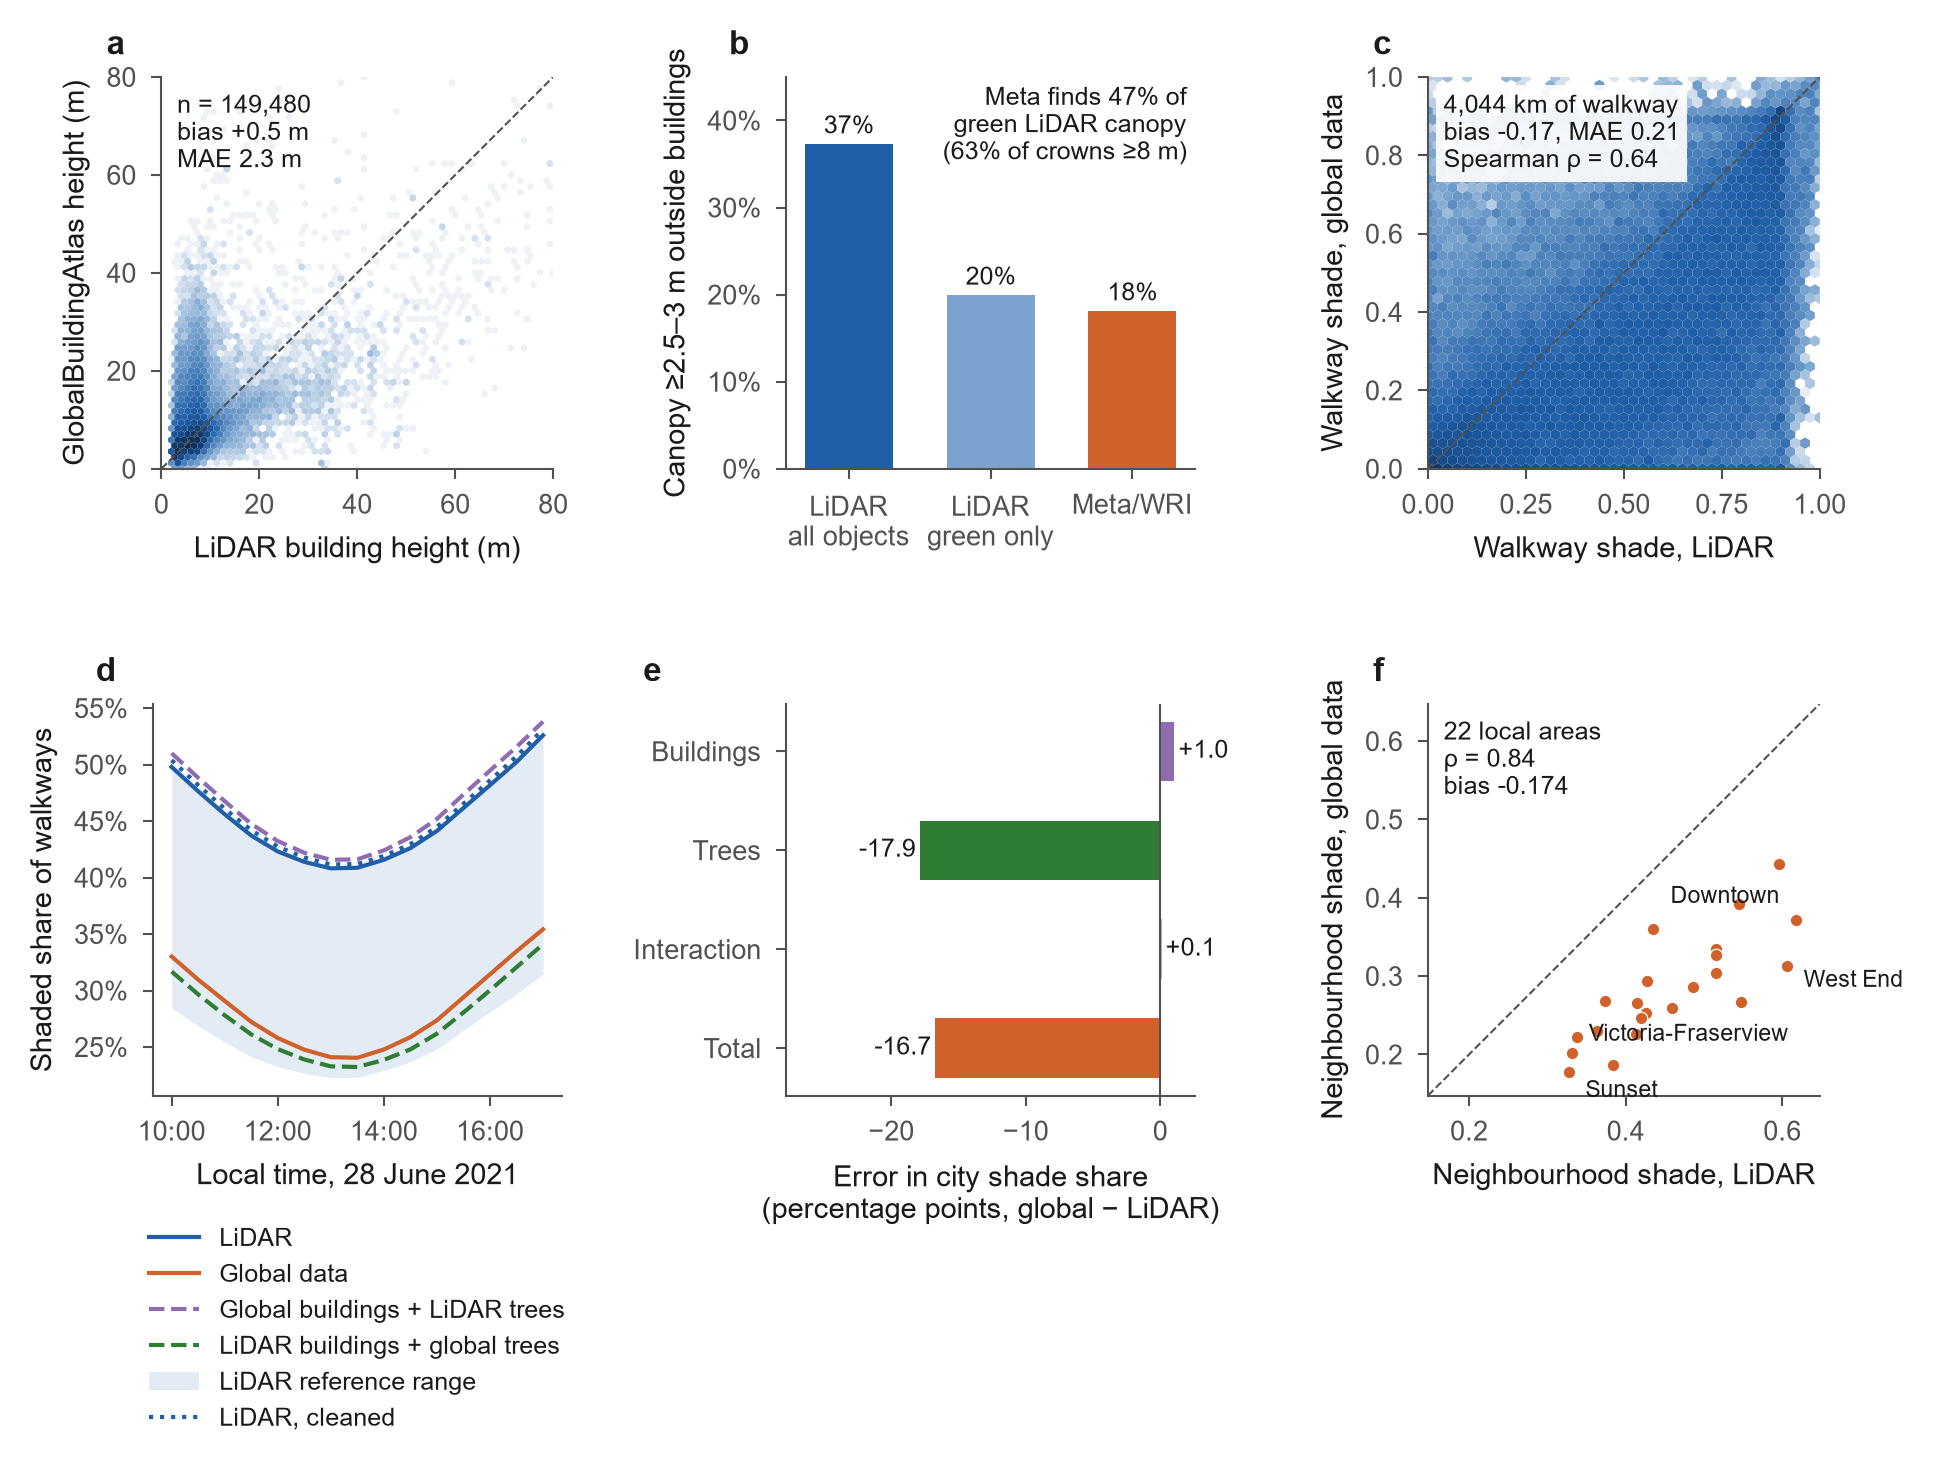 a
GlobalBuildingAtlas height (m)
80
60
40
20
0
n = 149,480
bias +0.5 m
MAE 2.3 m
0 20 40 60 80
LiDAR building height (m)
b
Canopy ≥2.5–3 m outside buildings
40%
30%
20%
10%
0%
Meta finds 47% of
green LiDAR canopy
(63% of crowns ≥8 m)
37%
20%
18%
LiDAR
all objects
LiDAR
green only
Meta/WRI
c
Walkway shade, global data
1.0
0.8
0.6
0.4
0.2
0.0
4,044 km of walkway
bias -0.17, MAE 0.21
Spearman ρ = 0.64
0.00 0.25 0.50 0.75 1.00
Walkway shade, LiDAR
d
Shaded share of walkways
55%
50%
45%
40%
35%
30%
25%
10:00 12:00 14:00 16:00
Local time, 28 June 2021
LiDAR
Global data
Global buildings + LiDAR trees
LiDAR buildings + global trees
LiDAR reference range
LiDAR, cleaned
e
Buildings
+1.0
Trees
-17.9
Interaction
+0.1
Total
-16.7
−20 −10 0
Error in city shade share
(percentage points, global − LiDAR)
f
Neighbourhood shade, global data
0.6
0.5
0.4
0.3
0.2
22 local areas
ρ = 0.84
bias -0.174
Downtown
West End
Victoria-Fraserview
Sunset
0.2 0.4 0.6
Neighbourhood shade, LiDAR